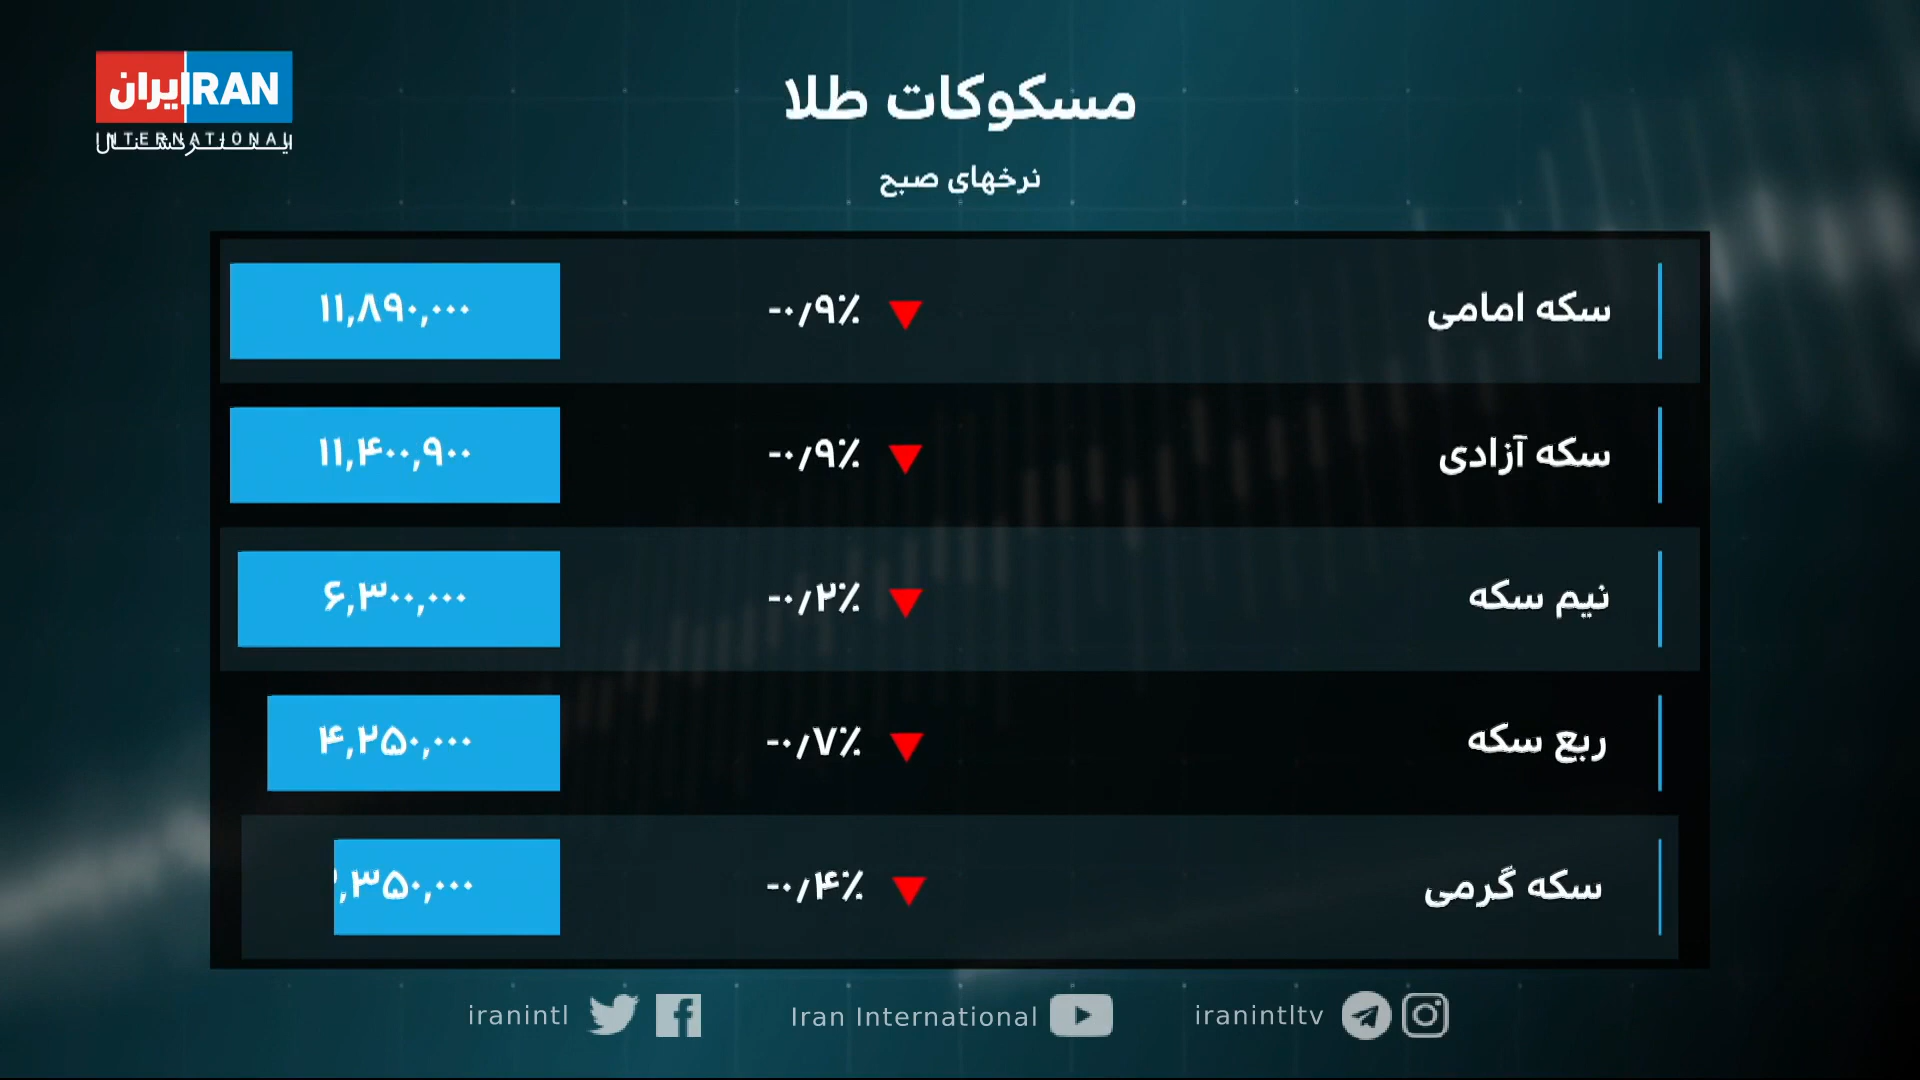 ایران IRAN
INTERNATIONAL
مسکوکات طلا
نرخهای صبح
سکه امامی -۰٫۹٪ ۱۱,۸۹۰,۰۰۰
سکه آزادی -۰٫۹٪ ۱۱,۴۰۰,۹۰۰
نیم سکه -۰٫۲٪ ۶,۳۰۰,۰۰۰
ربع سکه -۰٫۷٪ ۴,۲۵۰,۰۰۰
سکه گرمی -۰٫۴٪ ,۳۵۰,۰۰۰
iranintl Iran International iranintltv